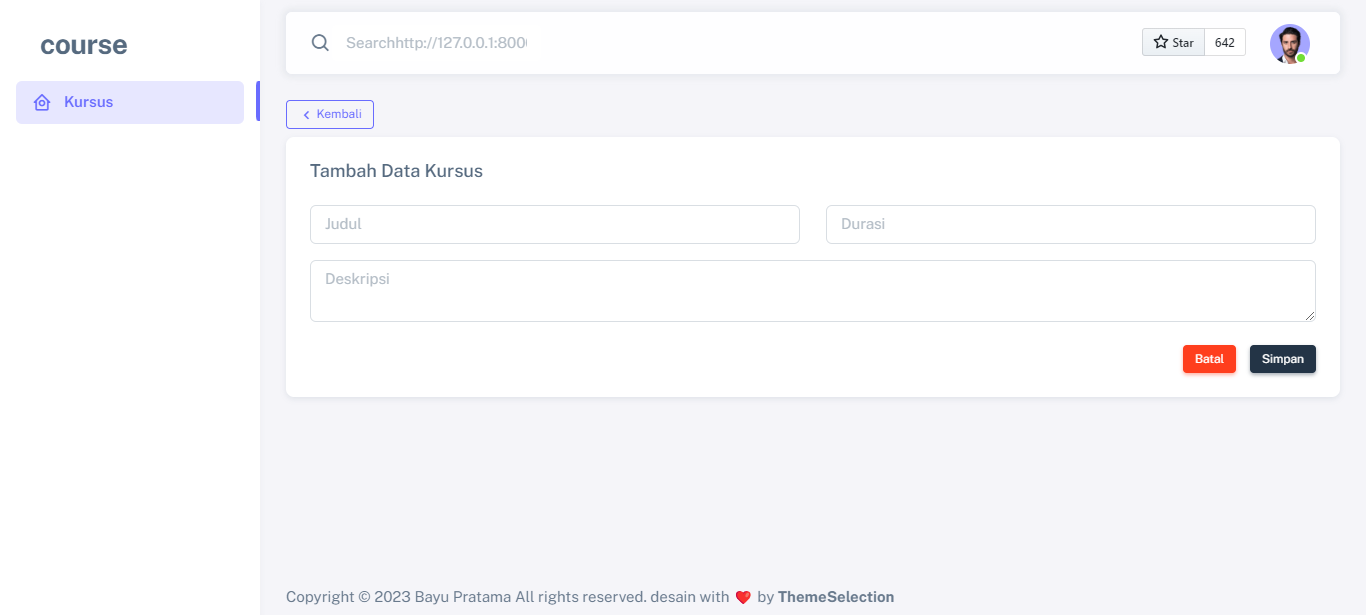 course
Kursus
Searchhttp://127.0.0.1:800
Star 642
Kembali
Tambah Data Kursus
Judul
Durasi
Deskripsi
Batal
Simpan
Copyright © 2023 Bayu Pratama All rights reserved. desain with ❤️ by ThemeSelection